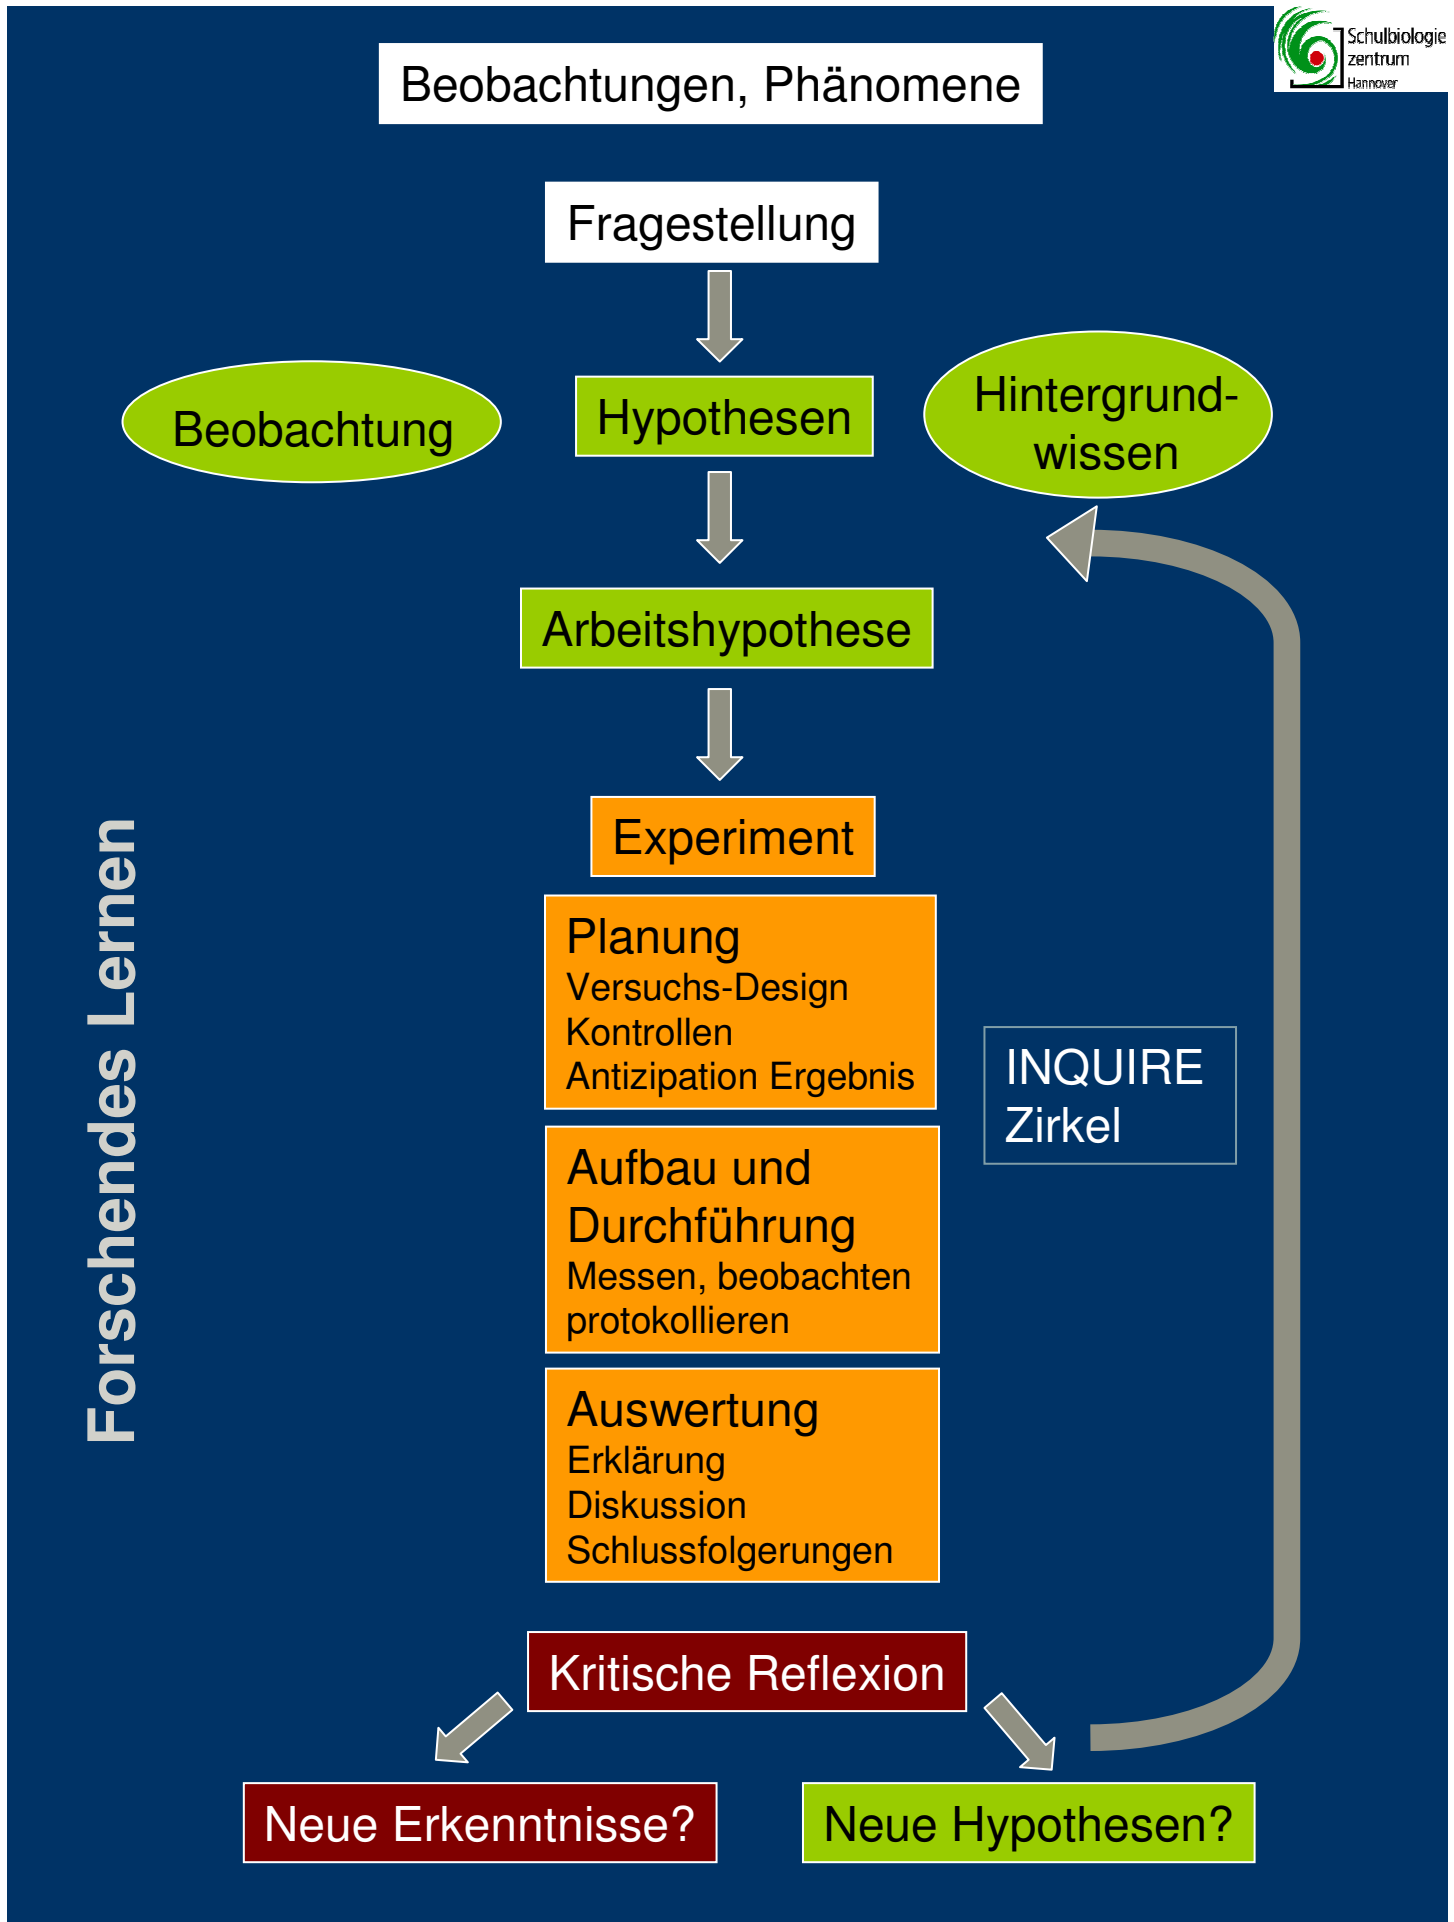 Schulbiologie
zentrum
Hannover
Beobachtungen, Phänomene
Fragestellung
Beobachtung
Hypothesen
Hintergrund-
wissen
Arbeitshypothese
Experiment
Planung
Versuchs-Design
Kontrollen
Antizipation Ergebnis
INQUIRE
Zirkel
Aufbau und
Durchführung
Messen, beobachten
protokollieren
Auswertung
Erklärung
Diskussion
Schlussfolgerungen
Forschendes Lernen
Kritische Reflexion
Neue Erkenntnisse?
Neue Hypothesen?